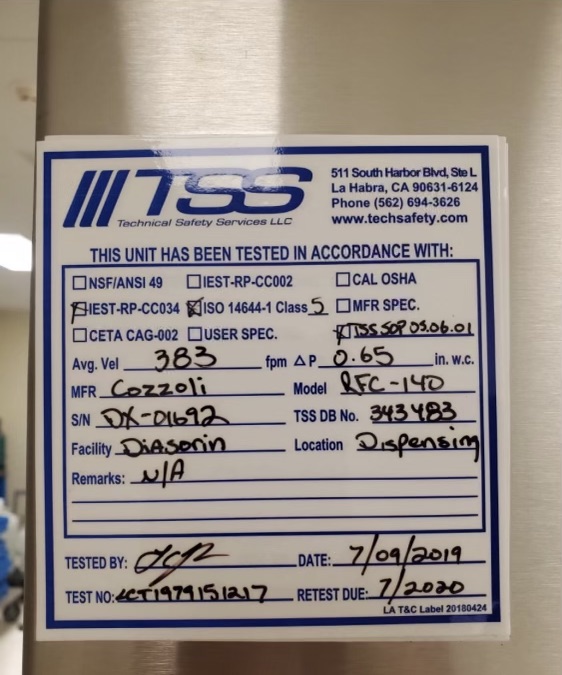 TSS
Technical Safety Services LLC
511 South Harbor Blvd, Ste L
La Habra, CA 90631-6124
Phone (562) 694-3626
www.techsafety.com
THIS UNIT HAS BEEN TESTED IN ACCORDANCE WITH:
☐ NSF/ANSI 49 ☐ IEST-RP-CC002 ☐ CAL OSHA
☒ IEST-RP-CC034 ☒ ISO 14644-1 Class 5 ☐ MFR SPEC.
☐ CETA CAG-002 ☐ USER SPEC. ☒ TSS SOP 05.06.01
Avg. Vel 383 fpm △P 0.65 in. w.c.
MFR Cozzoli Model RFC-140
S/N DX-01692 TSS DB No. 343483
Facility DiaSorin Location Dispensing
Remarks: N/A
TESTED BY: DATE: 7/09/2019
TEST NO: LCT1979151217 RETEST DUE: 7/2020
LA T&C Label 20180424